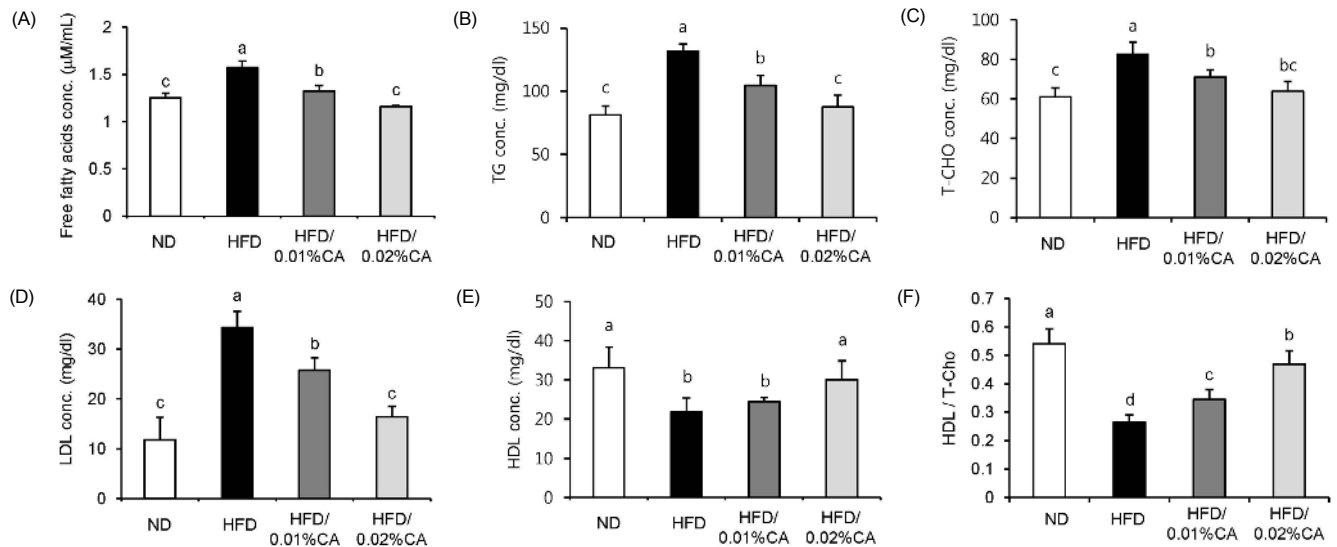 (A)
Free fatty acids conc. (μM/mL)
2
1.5
1
0.5
0
c
a
b
c
ND
HFD
HFD/
0.01%CA
HFD/
0.02%CA
(B)
TG conc. (mg/dl)
150
100
50
0
c
a
b
c
ND
HFD
HFD/
0.01%CA
HFD/
0.02%CA
(C)
T-CHO conc. (mg/dl)
100
80
60
40
20
0
c
a
b
bc
ND
HFD
HFD/
0.01%CA
HFD/
0.02%CA
(D)
LDL conc. (mg/dl)
40
30
20
10
0
c
a
b
c
ND
HFD
HFD/
0.01%CA
HFD/
0.02%CA
(E)
HDL conc. (mg/dl)
50
40
30
20
10
0
a
b
b
a
ND
HFD
HFD/
0.01%CA
HFD/
0.02%CA
(F)
HDL / T-Cho
0.7
0.6
0.5
0.4
0.3
0.2
0.1
0
a
d
c
b
ND
HFD
HFD/
0.01%CA
HFD/
0.02%CA